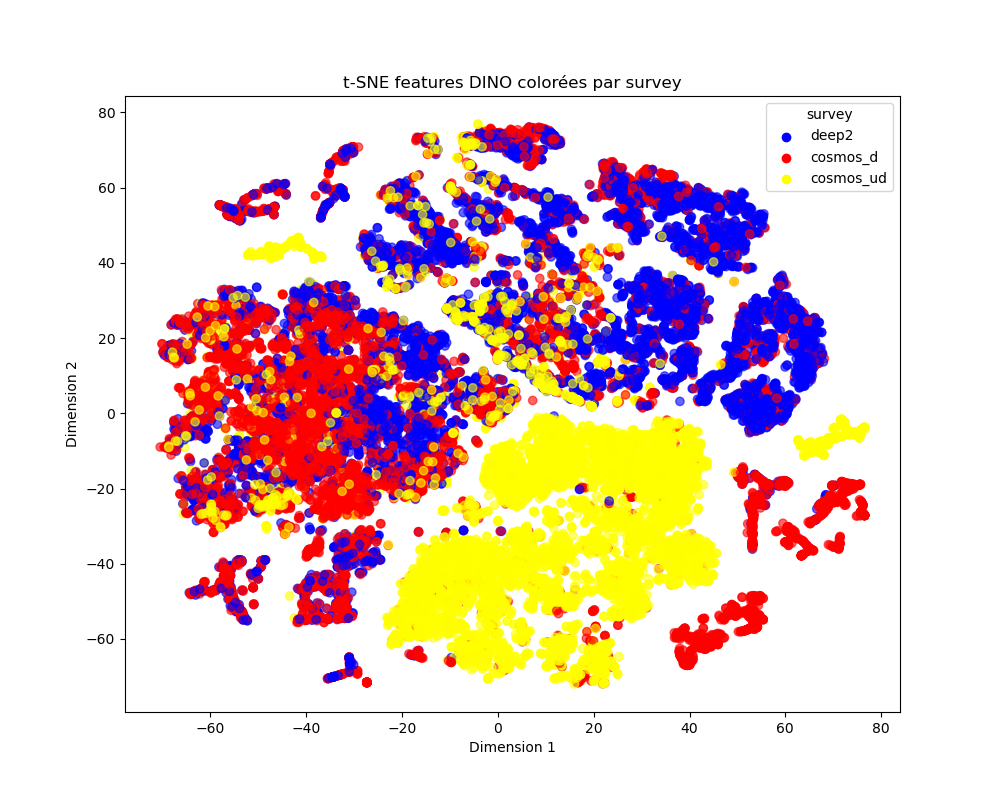 t-SNE features DINO colorées par survey
survey
deep2
cosmos_d
cosmos_ud
80
60
40
20
0
−20
−40
−60
Dimension 2
−60
−40
−20
0
20
40
60
80
Dimension 1